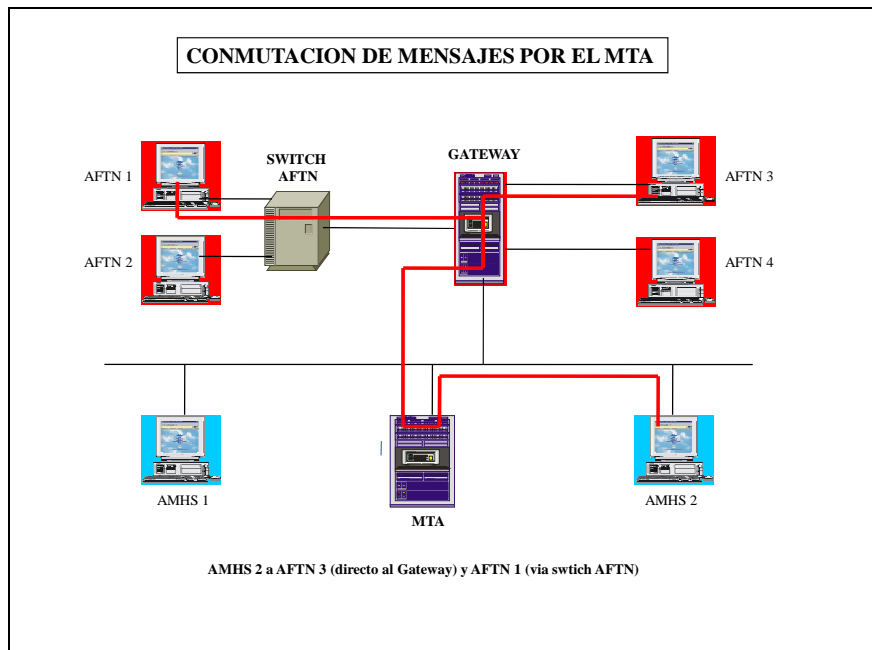 CONMUTACION DE MENSAJES POR EL MTA
AFTN 1
SWITCH
AFTN
GATEWAY
AFTN 3
AFTN 2
AFTN 4
AMHS 1
MTA
AMHS 2
AMHS 2 a AFTN 3 (directo al Gateway) y AFTN 1 (via swtich AFTN)